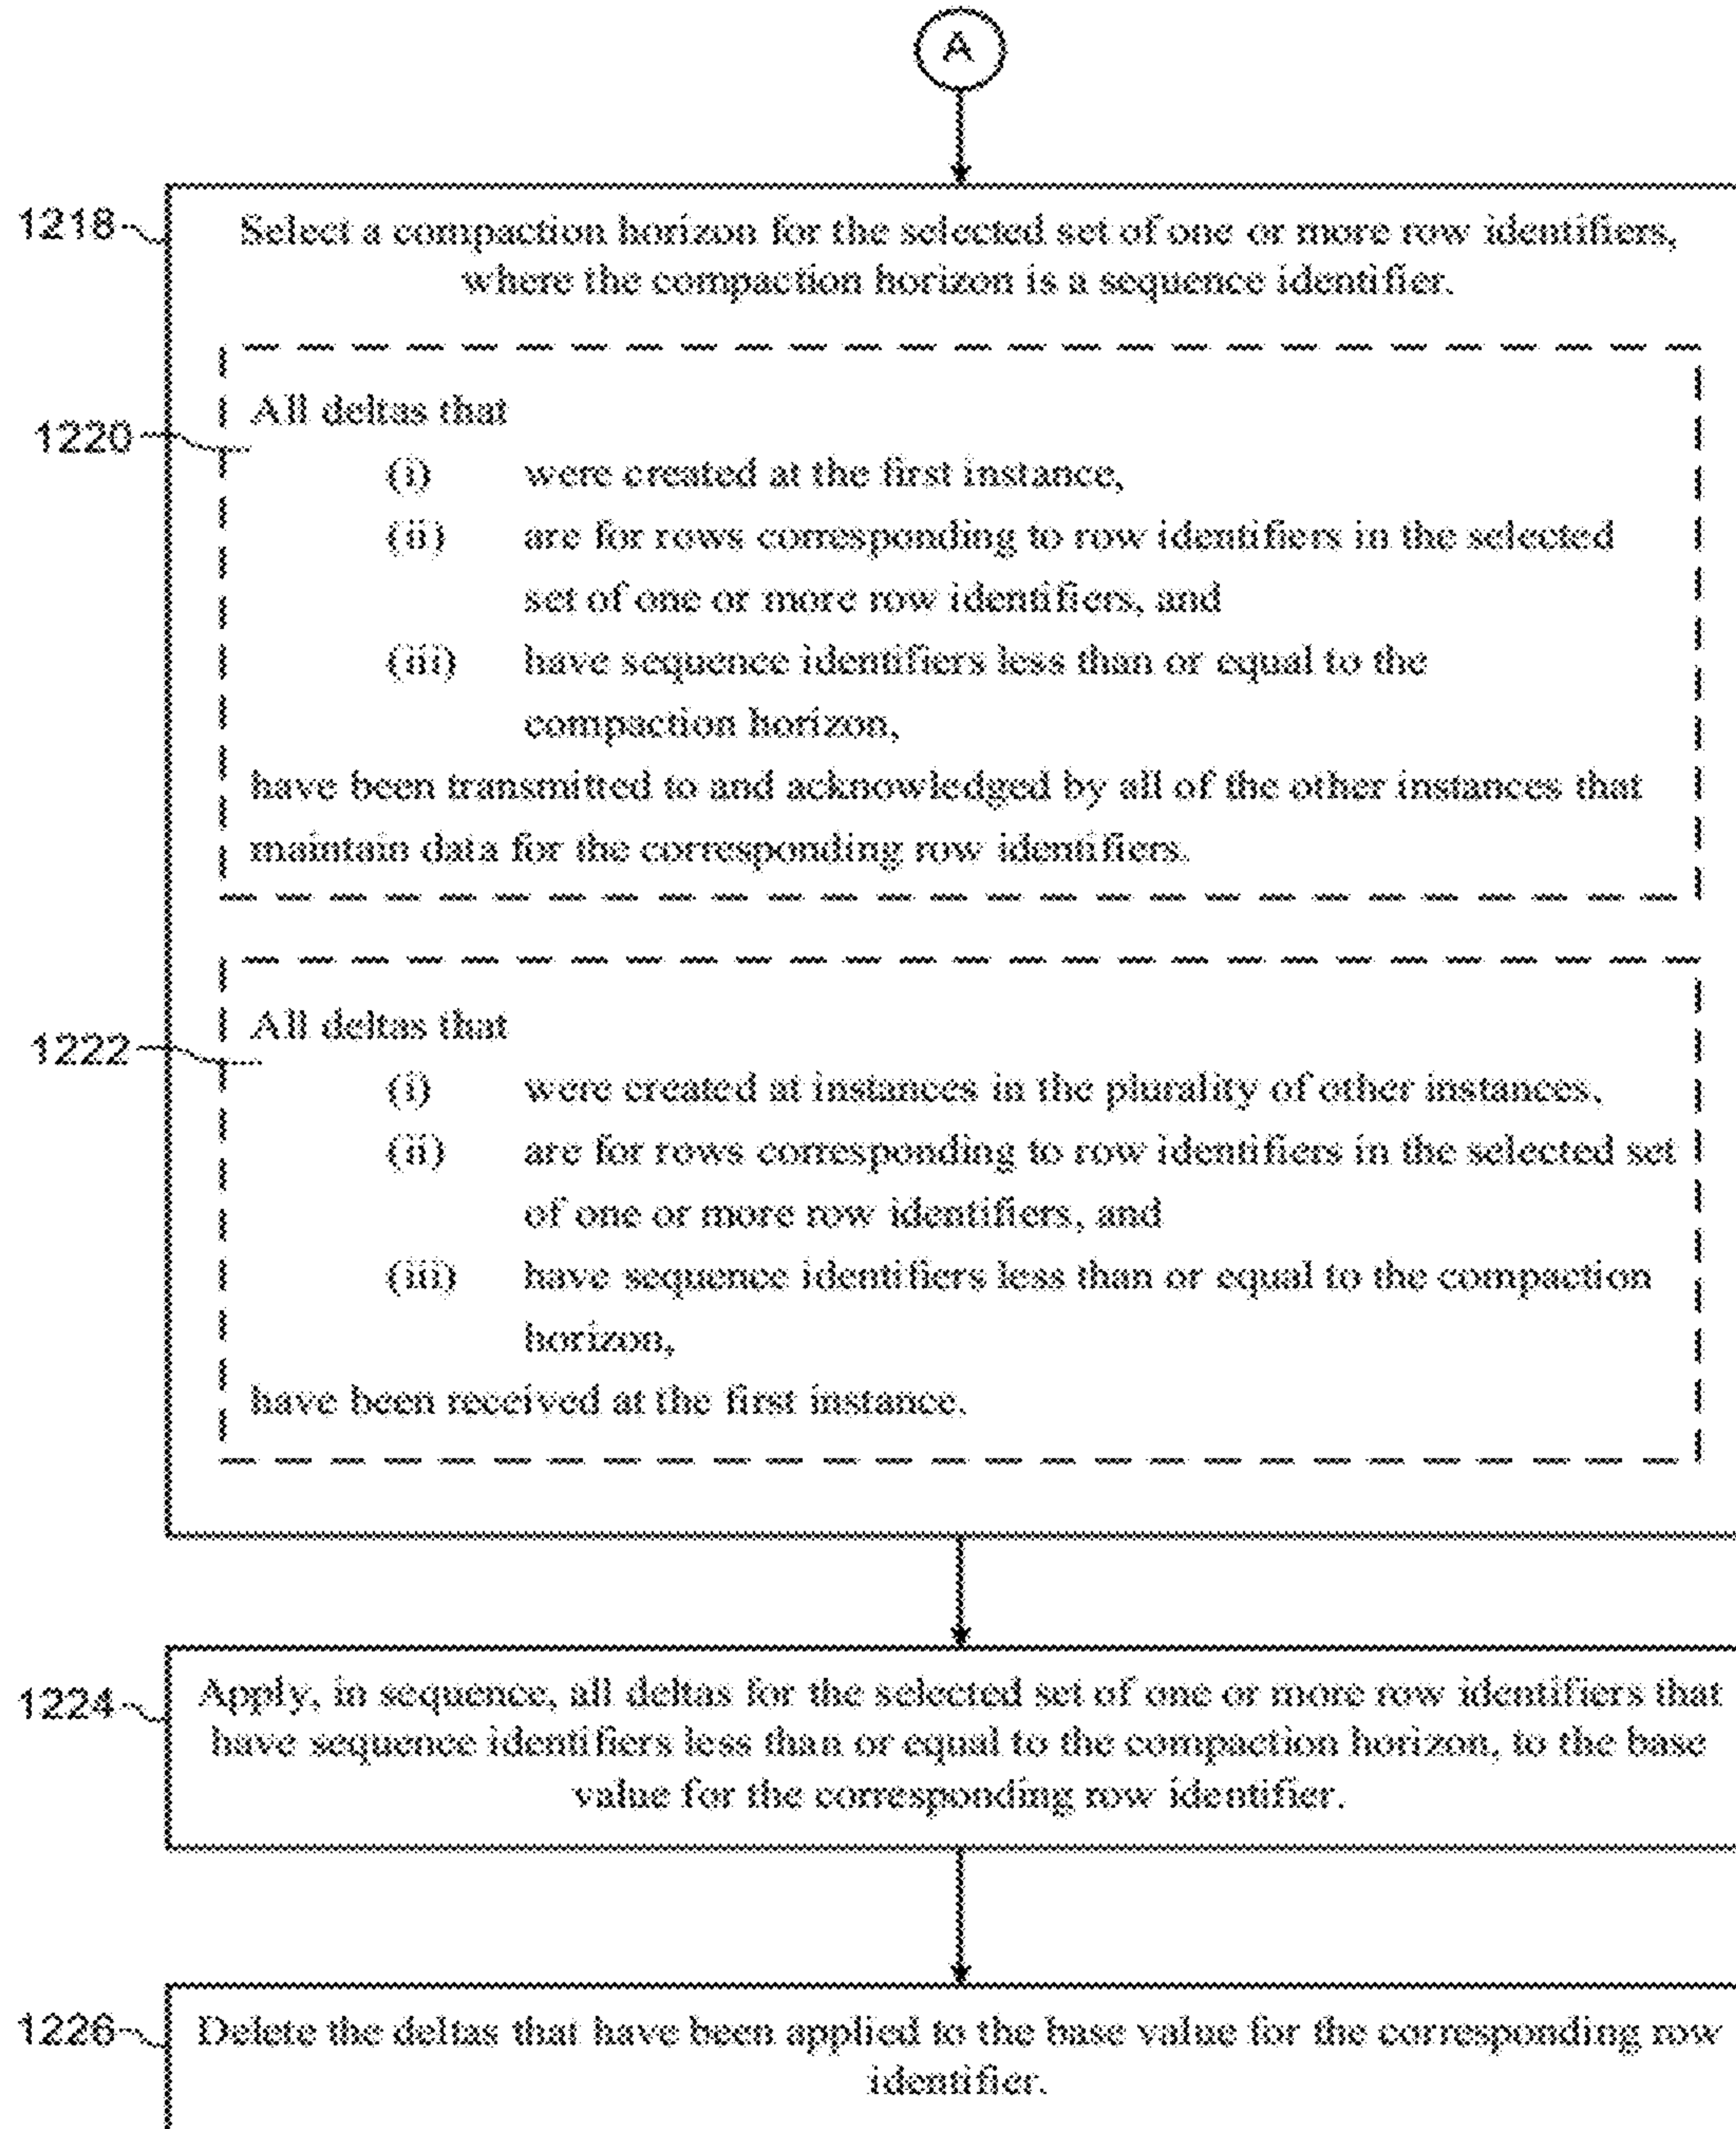 A
1218
Select a compaction horizon for the selected set of one or more row identifiers,
where the compaction horizon is a sequence identifier.
1220
All deltas that
(i) were created at the first instance,
(ii) are for rows corresponding to row identifiers in the selected
set of one or more row identifiers, and
(iii) have sequence identifiers less than or equal to the
compaction horizon,
have been transmitted to and acknowledged by all of the other instances that
maintain data for the corresponding row identifiers.
1222
All deltas that
(i) were created at instances in the plurality of other instances,
(ii) are for rows corresponding to row identifiers in the selected set
of one or more row identifiers, and
(iii) have sequence identifiers less than or equal to the compaction
horizon,
have been received at the first instance.
1224
Apply, in sequence, all deltas for the selected set of one or more row identifiers that
have sequence identifiers less than or equal to the compaction horizon, to the base
value for the corresponding row identifier.
1226
Delete the deltas that have been applied to the base value for the corresponding row
identifier.